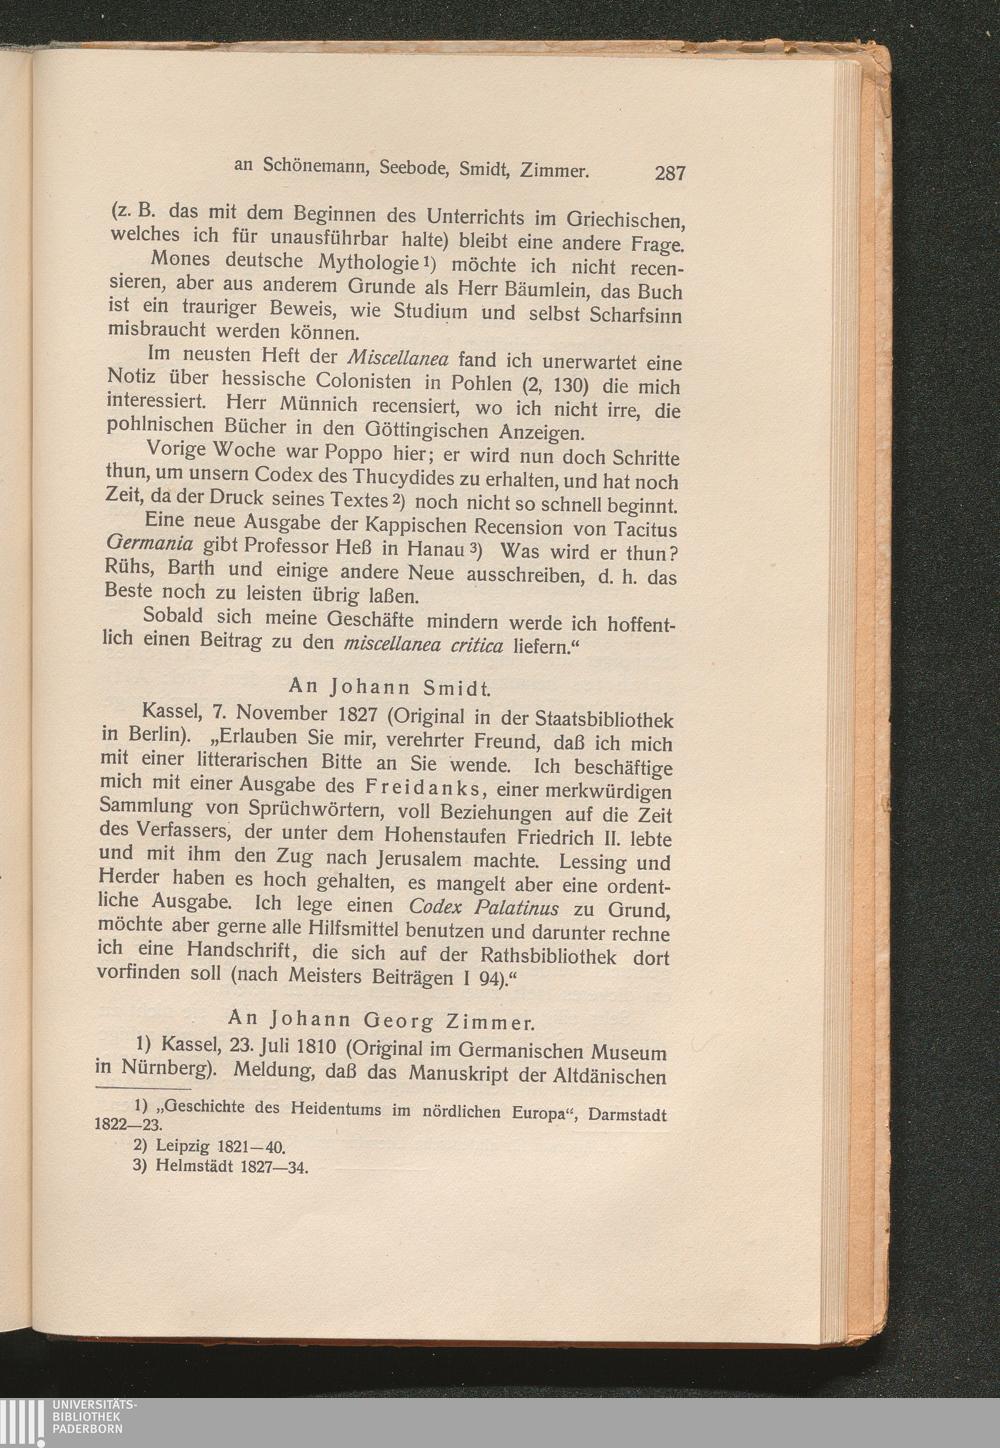 an Schönemann, Seebode, Smidt, Zimmer. 287
(z. B. das mit dem Beginnen des Unterrichts im Griechischen,
welches ich für unausführbar halte) bleibt eine andere Frage.
Mones deutsche Mythologie 1) möchte ich nicht recen-
sieren, aber aus anderem Grunde als Herr Bäumlein, das Buch
ist ein trauriger Beweis, wie Studium und selbst Scharfsinn
misbraucht werden können.
Im neusten Heft der Miscellanea fand ich unerwartet eine
Notiz über hessische Colonisten in Pohlen (2, 130) die mich
interessiert. Herr Münnich recensiert, wo ich nicht irre, die
pohlnischen Bücher in den Göttingischen Anzeigen.
Vorige Woche war Poppo hier; er wird nun doch Schritte
thun, um unsern Codex des Thucydides zu erhalten, und hat noch
Zeit, da der Druck seines Textes 2) noch nicht so schnell beginnt.
Eine neue Ausgabe der Kappischen Recension von Tacitus
Germania gibt Professor Heß in Hanau 3) Was wird er thun?
Rühs, Barth und einige andere Neue ausschreiben, d. h. das
Beste noch zu leisten übrig laßen.
Sobald sich meine Geschäfte mindern werde ich hoffent-
lich einen Beitrag zu den miscellanea critica liefern.“
An Johann Smidt.
Kassel, 7. November 1827 (Original in der Staatsbibliothek
in Berlin). „Erlauben Sie mir, verehrter Freund, daß ich mich
mit einer litterarischen Bitte an Sie wende. Ich beschäftige
mich mit einer Ausgabe des Freidanks, einer merkwürdigen
Sammlung von Sprüchwörtern, voll Beziehungen auf die Zeit
des Verfassers, der unter dem Hohenstaufen Friedrich II. lebte
und mit ihm den Zug nach Jerusalem machte. Lessing und
Herder haben es hoch gehalten, es mangelt aber eine ordent-
liche Ausgabe. Ich lege einen Codex Palatinus zu Grund,
möchte aber gerne alle Hilfsmittel benutzen und darunter rechne
ich eine Handschrift, die sich auf der Rathsbibliothek dort
vorfinden soll (nach Meisters Beiträgen I 94).“
An Johann Georg Zimmer.
1) Kassel, 23. Juli 1810 (Original im Germanischen Museum
in Nürnberg). Meldung, daß das Manuskript der Altdänischen
1) „Geschichte des Heidentums im nördlichen Europa“, Darmstadt
1822—23.
2) Leipzig 1821—40.
3) Helmstädt 1827—34.
UNIVERSITÄTS-
BIBLIOTHEK
PADERBORN